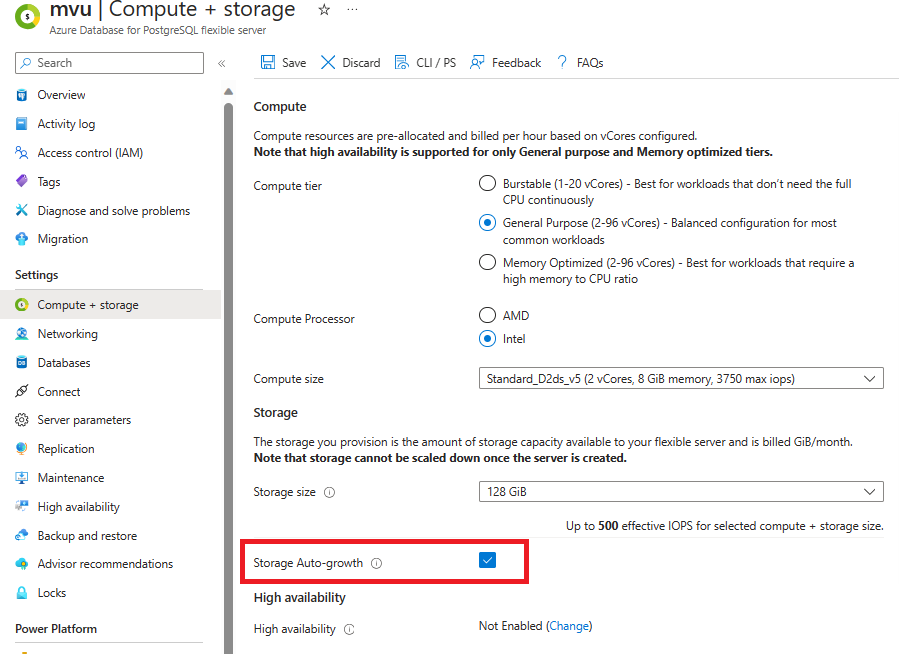 mvu | Compute + storage ☆ ···
Azure Database for PostgreSQL flexible server
Search
«
Overview
Activity log
Access control (IAM)
Tags
Diagnose and solve problems
Migration
Settings
Compute + storage
Networking
Databases
Connect
Server parameters
Replication
Maintenance
High availability
Backup and restore
Advisor recommendations
Locks
Power Platform
Save Discard CLI / PS Feedback FAQs
Compute
Compute resources are pre-allocated and billed per hour based on vCores configured.
Note that high availability is supported for only General purpose and Memory optimized tiers.
Compute tier
Burstable (1-20 vCores) - Best for workloads that don’t need the full
CPU continuously
General Purpose (2-96 vCores) - Balanced configuration for most
common workloads
Memory Optimized (2-96 vCores) - Best for workloads that require a
high memory to CPU ratio
Compute Processor
AMD
Intel
Compute size
Standard_D2ds_v5 (2 vCores, 8 GiB memory, 3750 max iops)
Storage
The storage you provision is the amount of storage capacity available to your flexible server and is billed GiB/month.
Note that storage cannot be scaled down once the server is created.
Storage size
128 GiB
Up to 500 effective IOPS for selected compute + storage size.
Storage Auto-growth
High availability
High availability
Not Enabled (Change)